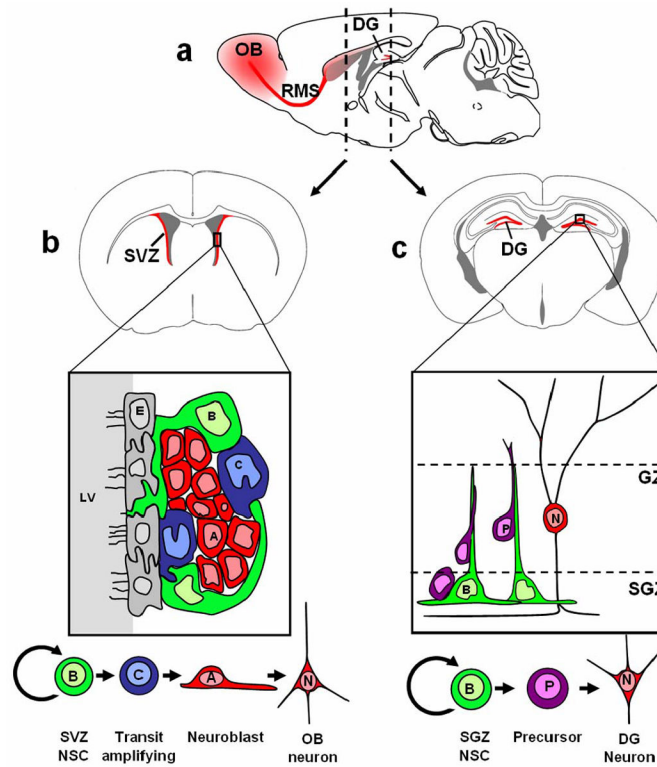 a
OB
DG
RMS
b
SVZ
c
DG
E
B
C
LV
A
GZ
N
P
SGZ
B
B
C
A
N
B
P
N
SVZ
NSC
Transit
amplifying
Neuroblast
OB
neuron
SGZ
NSC
Precursor
DG
Neuron